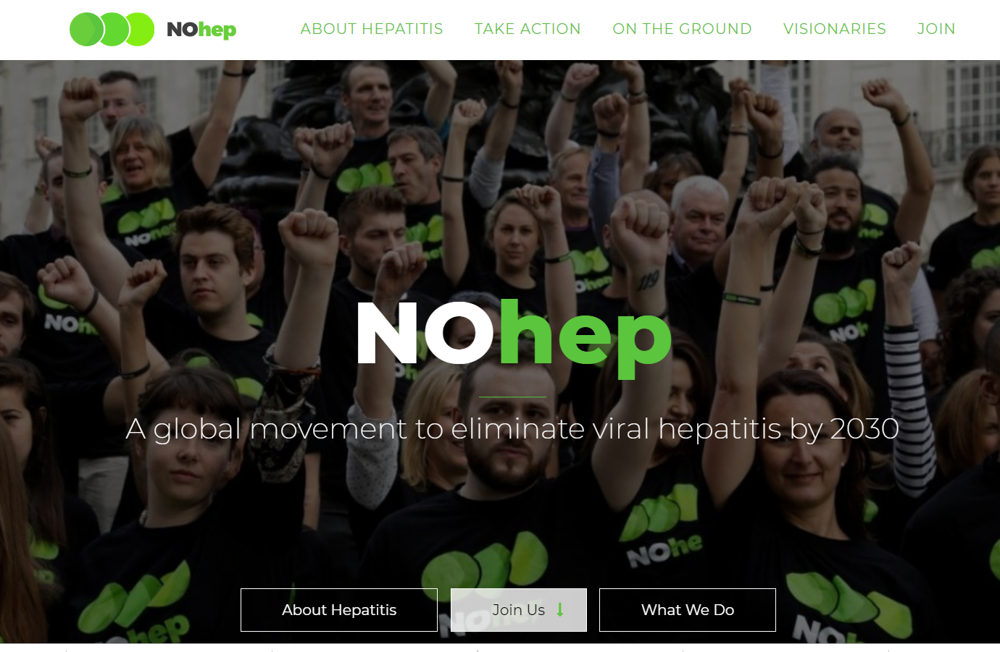 NOhep
ABOUT HEPATITIS
TAKE ACTION
ON THE GROUND
VISIONARIES
JOIN
119
NOhep
A global movement to eliminate viral hepatitis by 2030
About Hepatitis
Join Us
What We Do